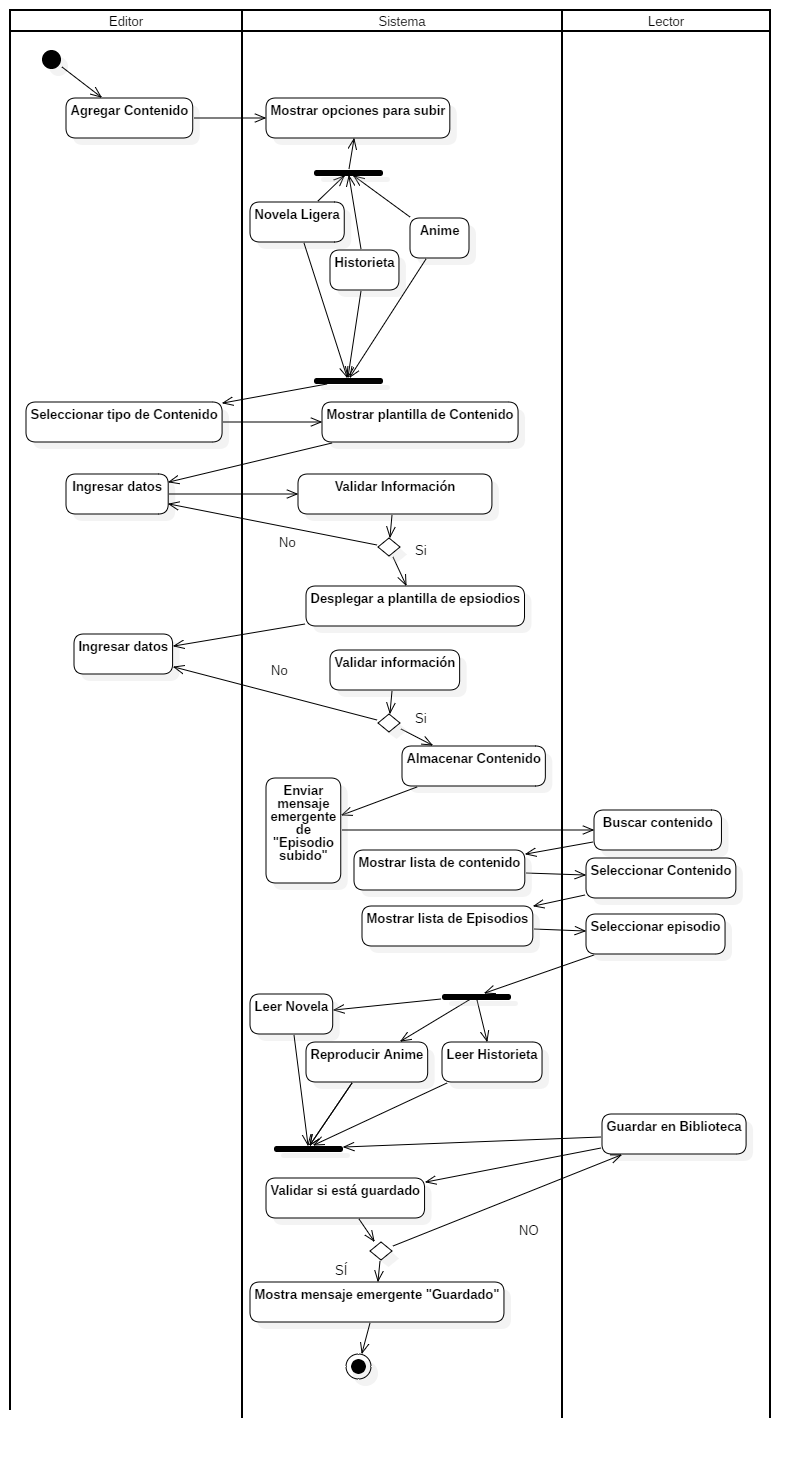 Editor
Sistema
Lector
Agregar Contenido
Mostrar opciones para subir
Novela Ligera
Anime
Historieta
Seleccionar tipo de Contenido
Mostrar plantilla de Contenido
Ingresar datos
Validar Información
No
Si
Desplegar a plantilla de epsiodios
Ingresar datos
Validar información
No
Si
Almacenar Contenido
Enviar
mensaje
emergente
de
"Episodio
subido"
Buscar contenido
Mostrar lista de contenido
Seleccionar Contenido
Mostrar lista de Episodios
Seleccionar episodio
Leer Novela
Reproducir Anime
Leer Historieta
Guardar en Biblioteca
Validar si está guardado
NO
SÍ
Mostra mensaje emergente "Guardado"